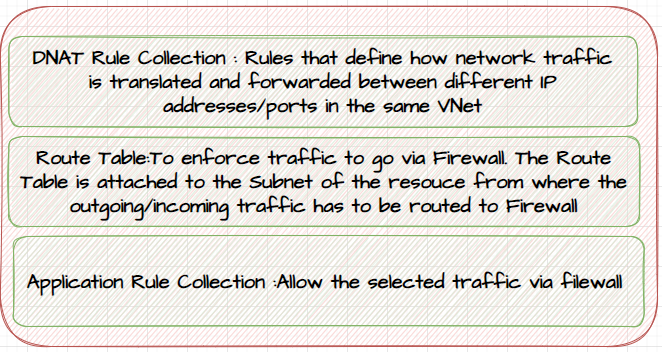 DNAT Rule Collection : Rules that define how network traffic
is translated and forwarded between different IP
addresses/ports in the same VNet
Route Table:To enforce traffic to go via Firewall. The Route
Table is attached to the Subnet of the resouce from where the
outgoing/incoming traffic has to be routed to Firewall
Application Rule Collection :Allow the selected traffic via filewall